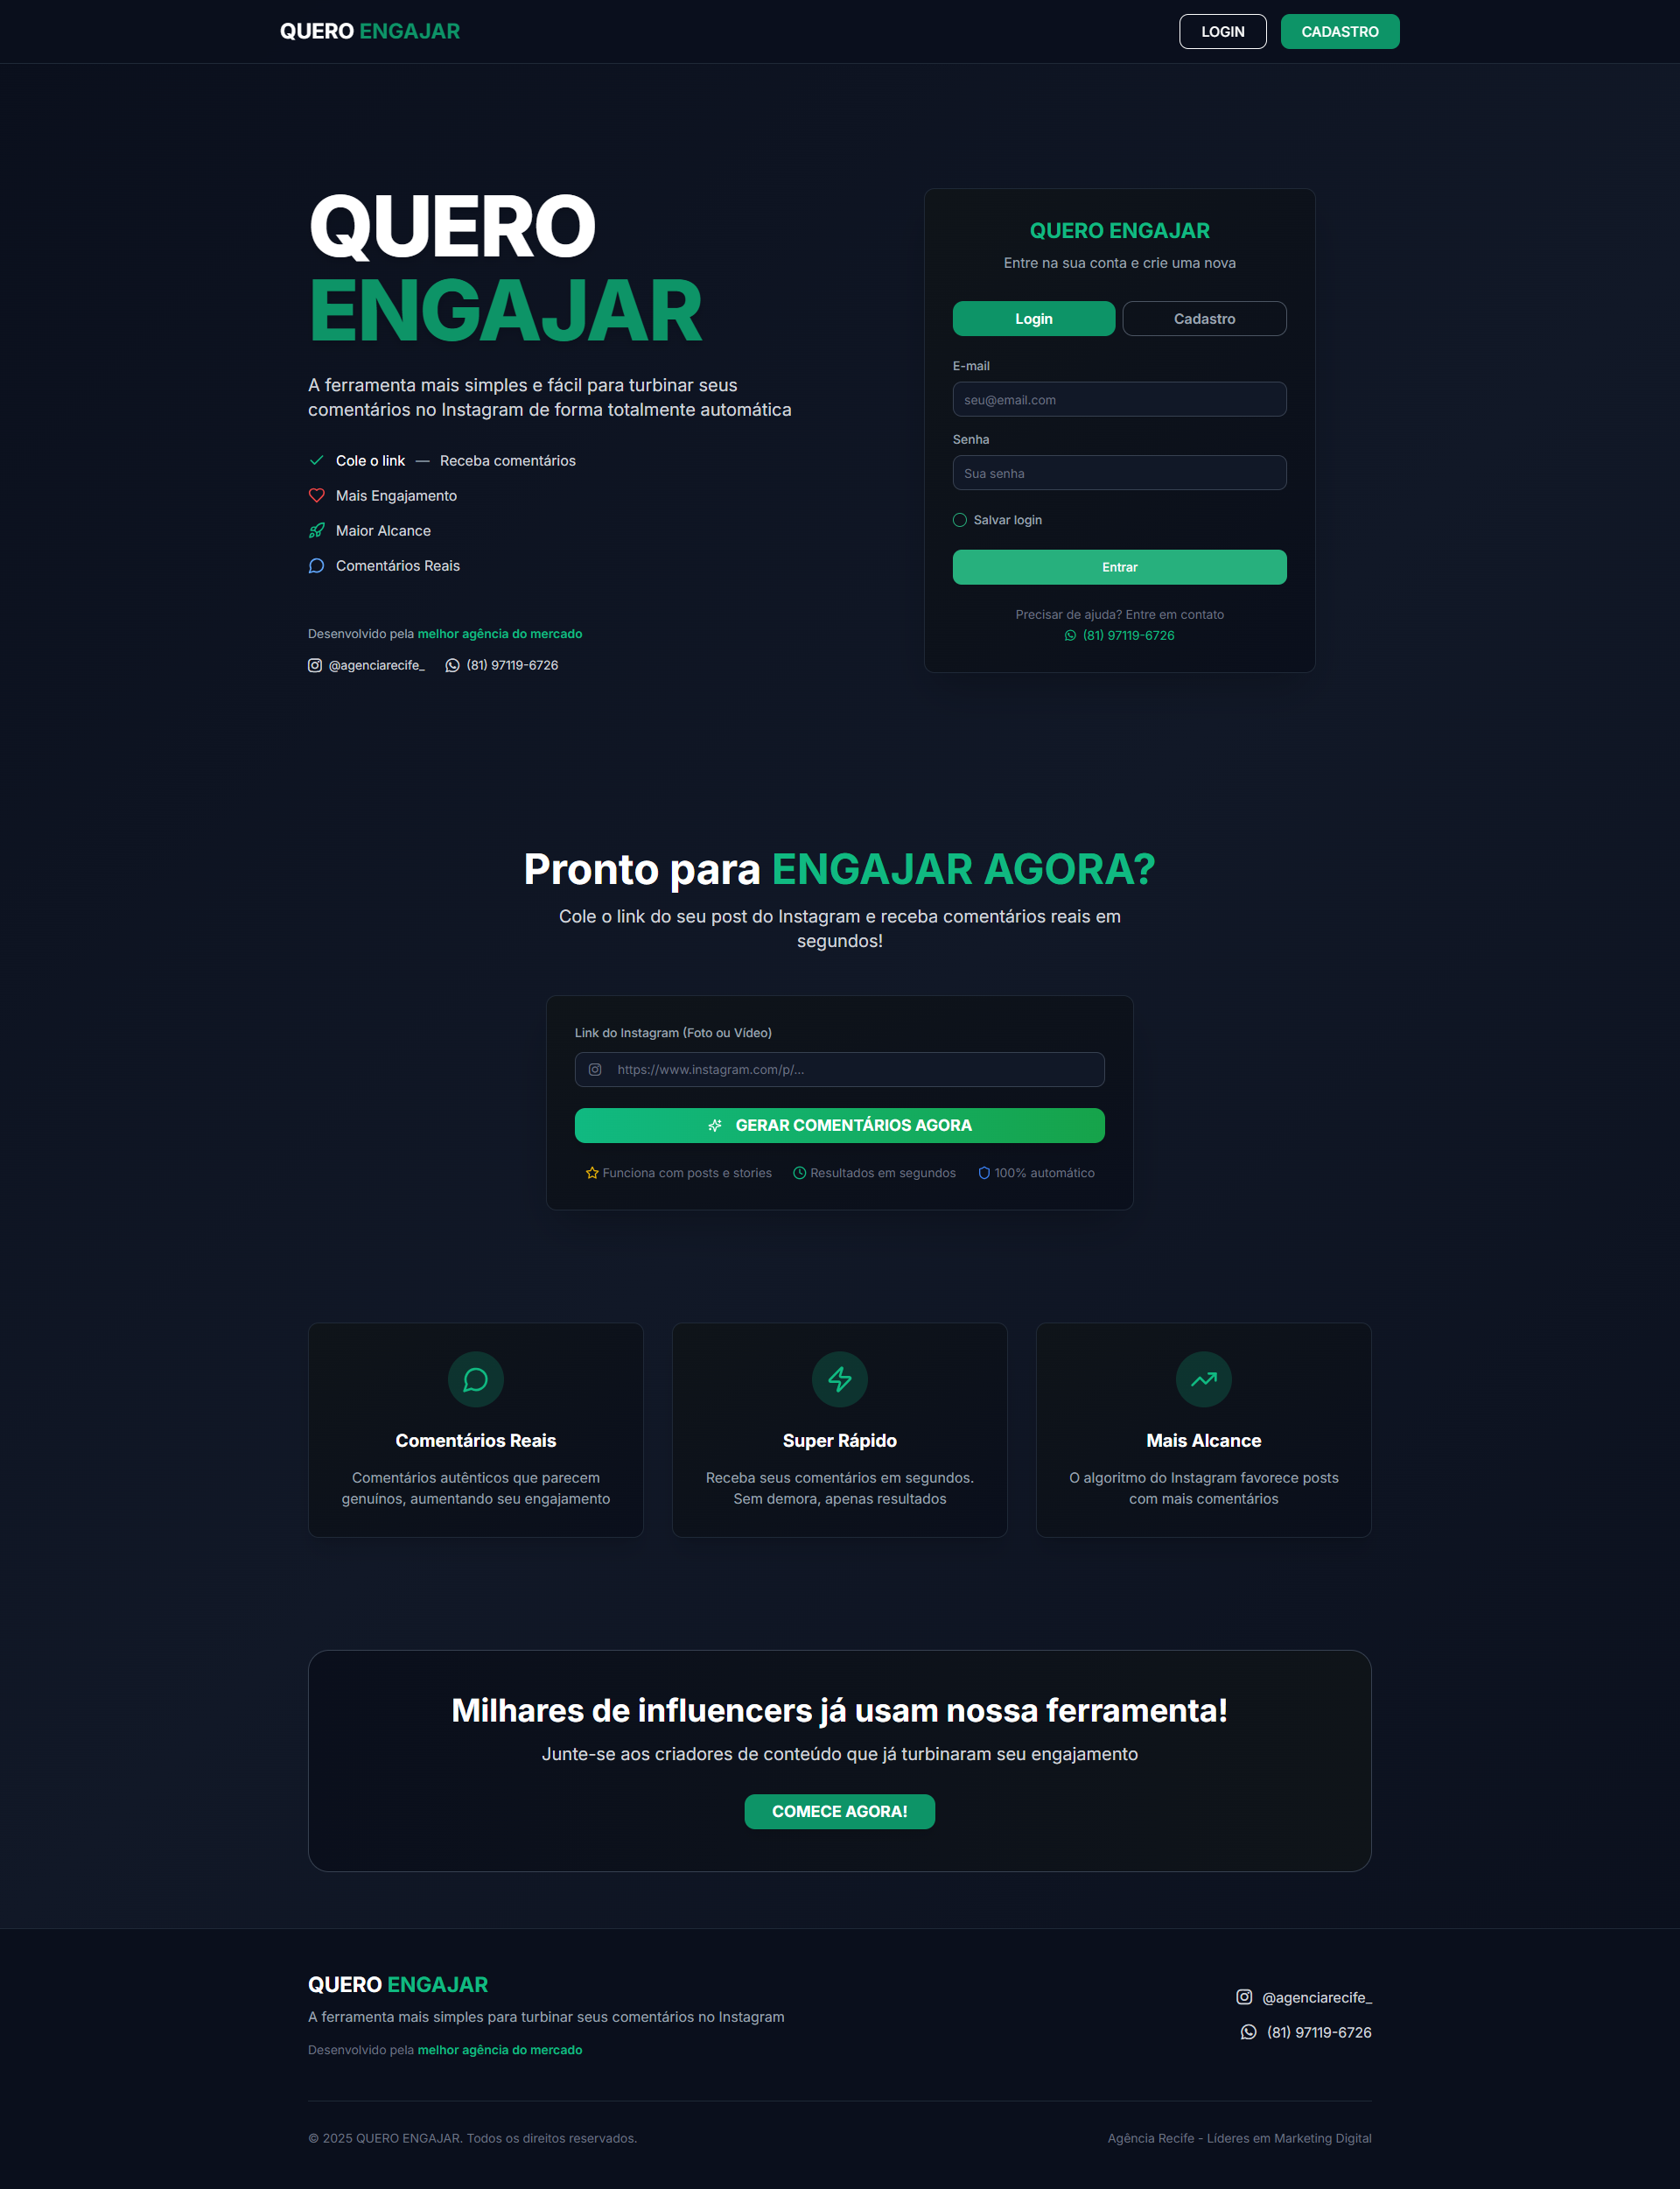 QUERO ENGAJAR
LOGIN
CADASTRO
QUERO
ENGAJAR
A ferramenta mais simples e fácil para turbinar seus
comentários no Instagram de forma totalmente automática
Cole o link — Receba comentários
Mais Engajamento
Maior Alcance
Comentários Reais
Desenvolvido pela melhor agência do mercado
@agenciarecife_ (81) 97119-6726
QUERO ENGAJAR
Entre na sua conta e crie uma nova
Login
Cadastro
E-mail
seu@email.com
Senha
Sua senha
Salvar login
Entrar
Precisar de ajuda? Entre em contato
(81) 97119-6726
Pronto para ENGAJAR AGORA?
Cole o link do seu post do Instagram e receba comentários reais em
segundos!
Link do Instagram (Foto ou Vídeo)
https://www.instagram.com/p/...
GERAR COMENTÁRIOS AGORA
Funciona com posts e stories
Resultados em segundos
100% automático
Comentários Reais
Comentários autênticos que parecem
genuínos, aumentando seu engajamento
Super Rápido
Receba seus comentários em segundos.
Sem demora, apenas resultados
Mais Alcance
O algoritmo do Instagram favorece posts
com mais comentários
Milhares de influencers já usam nossa ferramenta!
Junte-se aos criadores de conteúdo que já turbinaram seu engajamento
COMECE AGORA!
QUERO ENGAJAR
A ferramenta mais simples para turbinar seus comentários no Instagram
Desenvolvido pela melhor agência do mercado
@agenciarecife_
(81) 97119-6726
© 2025 QUERO ENGAJAR. Todos os direitos reservados.
Agência Recife - Líderes em Marketing Digital